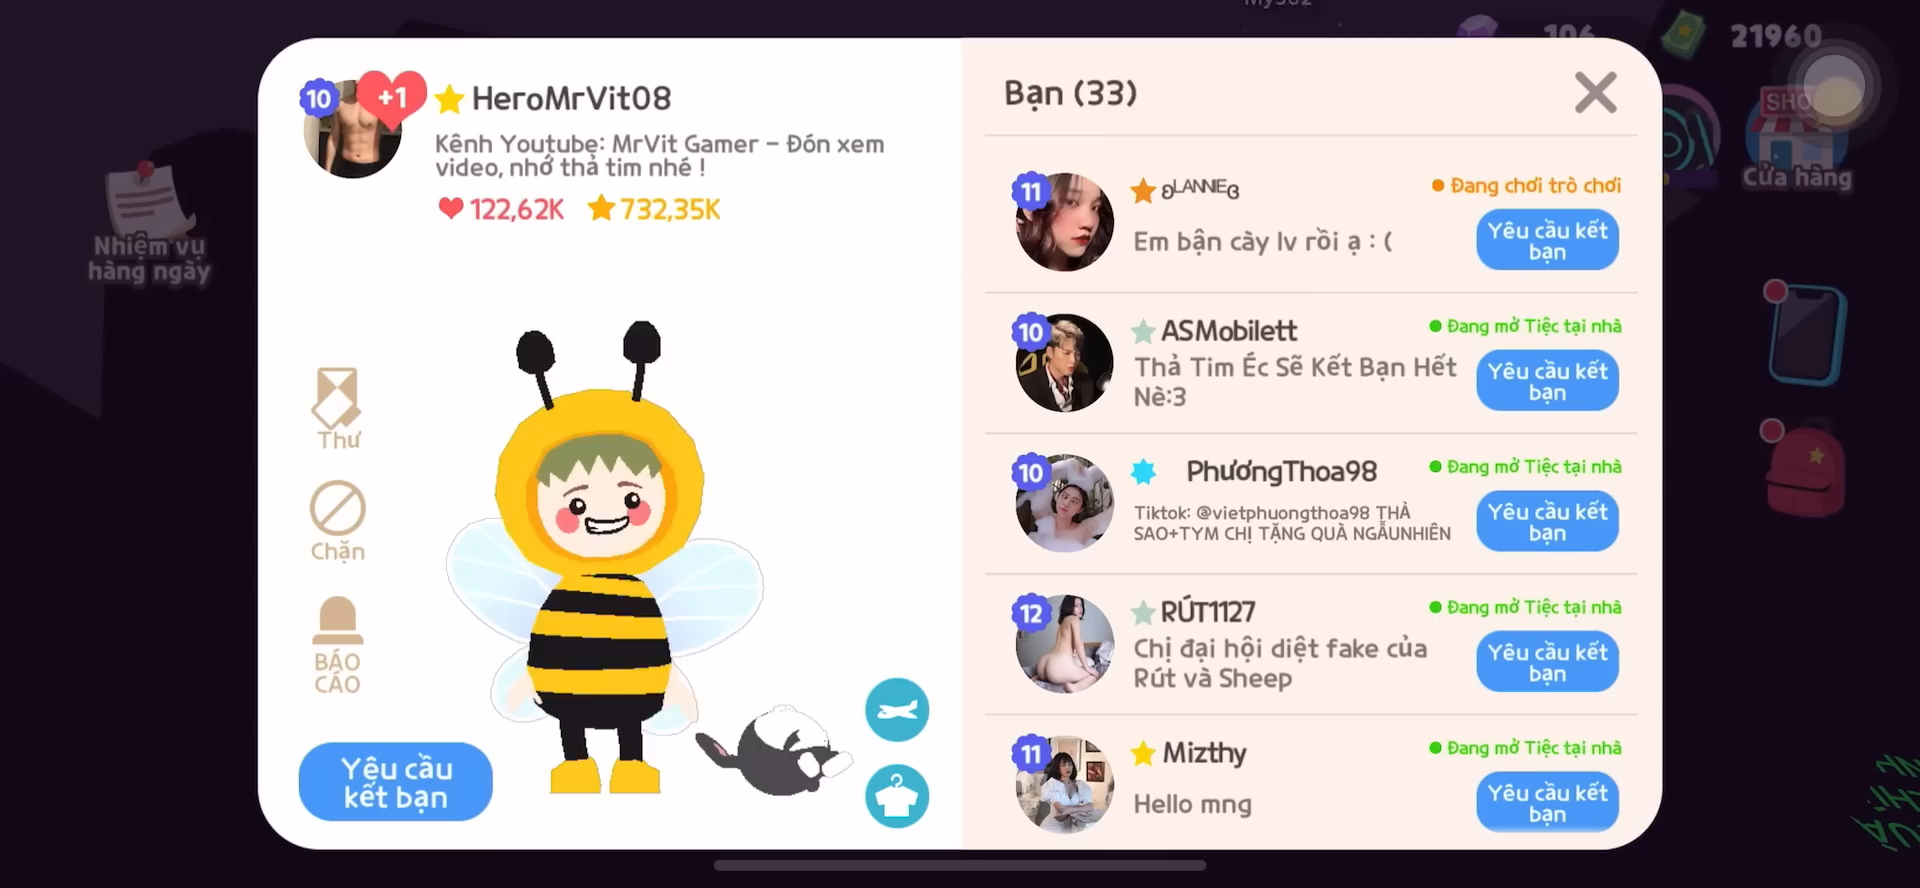 106
21960
10
+1
HeroMrVit08
Kênh Youtube: MrVit Gamer - Đón xem
video, nhớ thả tim nhé !
122,62K
732,35K
Nhiệm vụ
hàng ngày
Thư
Chặn
BÁO
CÁO
Yêu cầu
kết bạn
Bạn (33)
11
ʚLANNIEɞ
Đang chơi trò chơi
Em bận cày lv rồi ạ : (
Yêu cầu kết
bạn
10
ASMobilett
Đang mở Tiệc tại nhà
Thả Tim Éc Sẽ Kết Bạn Hết
Nè:3
Yêu cầu kết
bạn
10
PhươngThoa98
Đang mở Tiệc tại nhà
Tiktok: @vietphuongthoa98 THẢ
SAO+TYM CHỊ TẶNG QUÀ NGẪUNHIÊN
Yêu cầu kết
bạn
12
RÚT1127
Đang mở Tiệc tại nhà
Chị đại hội diệt fake của
Rút và Sheep
Yêu cầu kết
bạn
11
Mizthy
Đang mở Tiệc tại nhà
Hello mng
Yêu cầu kết
bạn
Cửa hàng